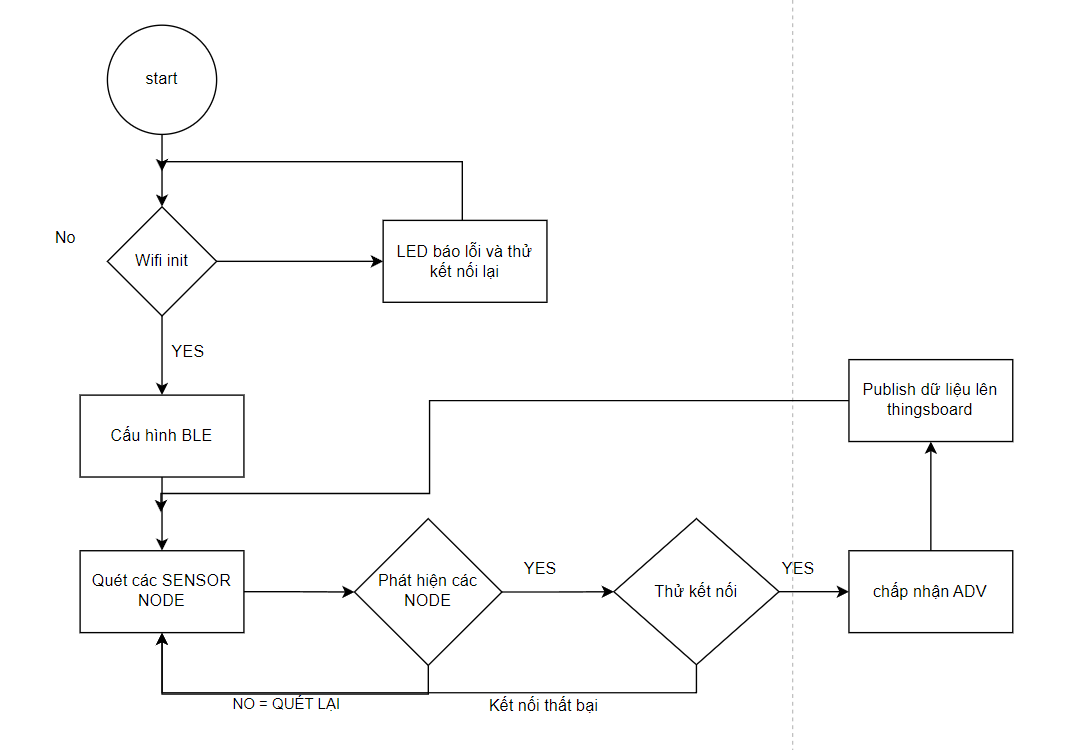 start
No
Wifi init
LED báo lỗi và thử
kết nối lại
YES
Cấu hình BLE
Publish dữ liệu lên
thingsboard
Quét các SENSOR
NODE
Phát hiện các
NODE
YES
Thử kết nối
YES
chấp nhận ADV
NO = QUÉT LẠI
Kết nối thất bại